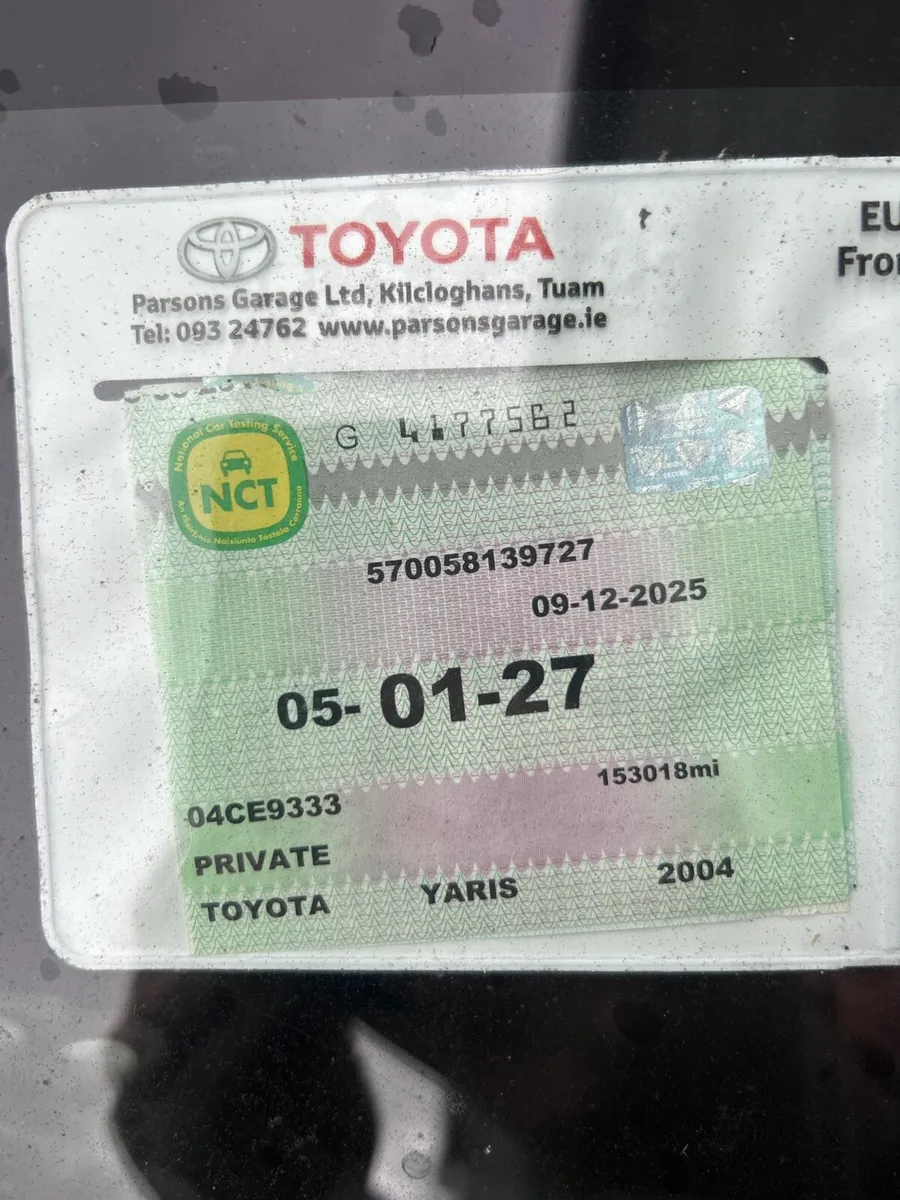 TOYOTA
Parsons Garage Ltd, Kilcloghans, Tuam
Tel: 093 24762 www.parsonsgarage.ie
EU
Fro
National Car Testing Service
NCT
G 4177562
570058139727
09-12-2025
05-01-27
153018mi
04CE9333
PRIVATE
TOYOTA YARIS 2004